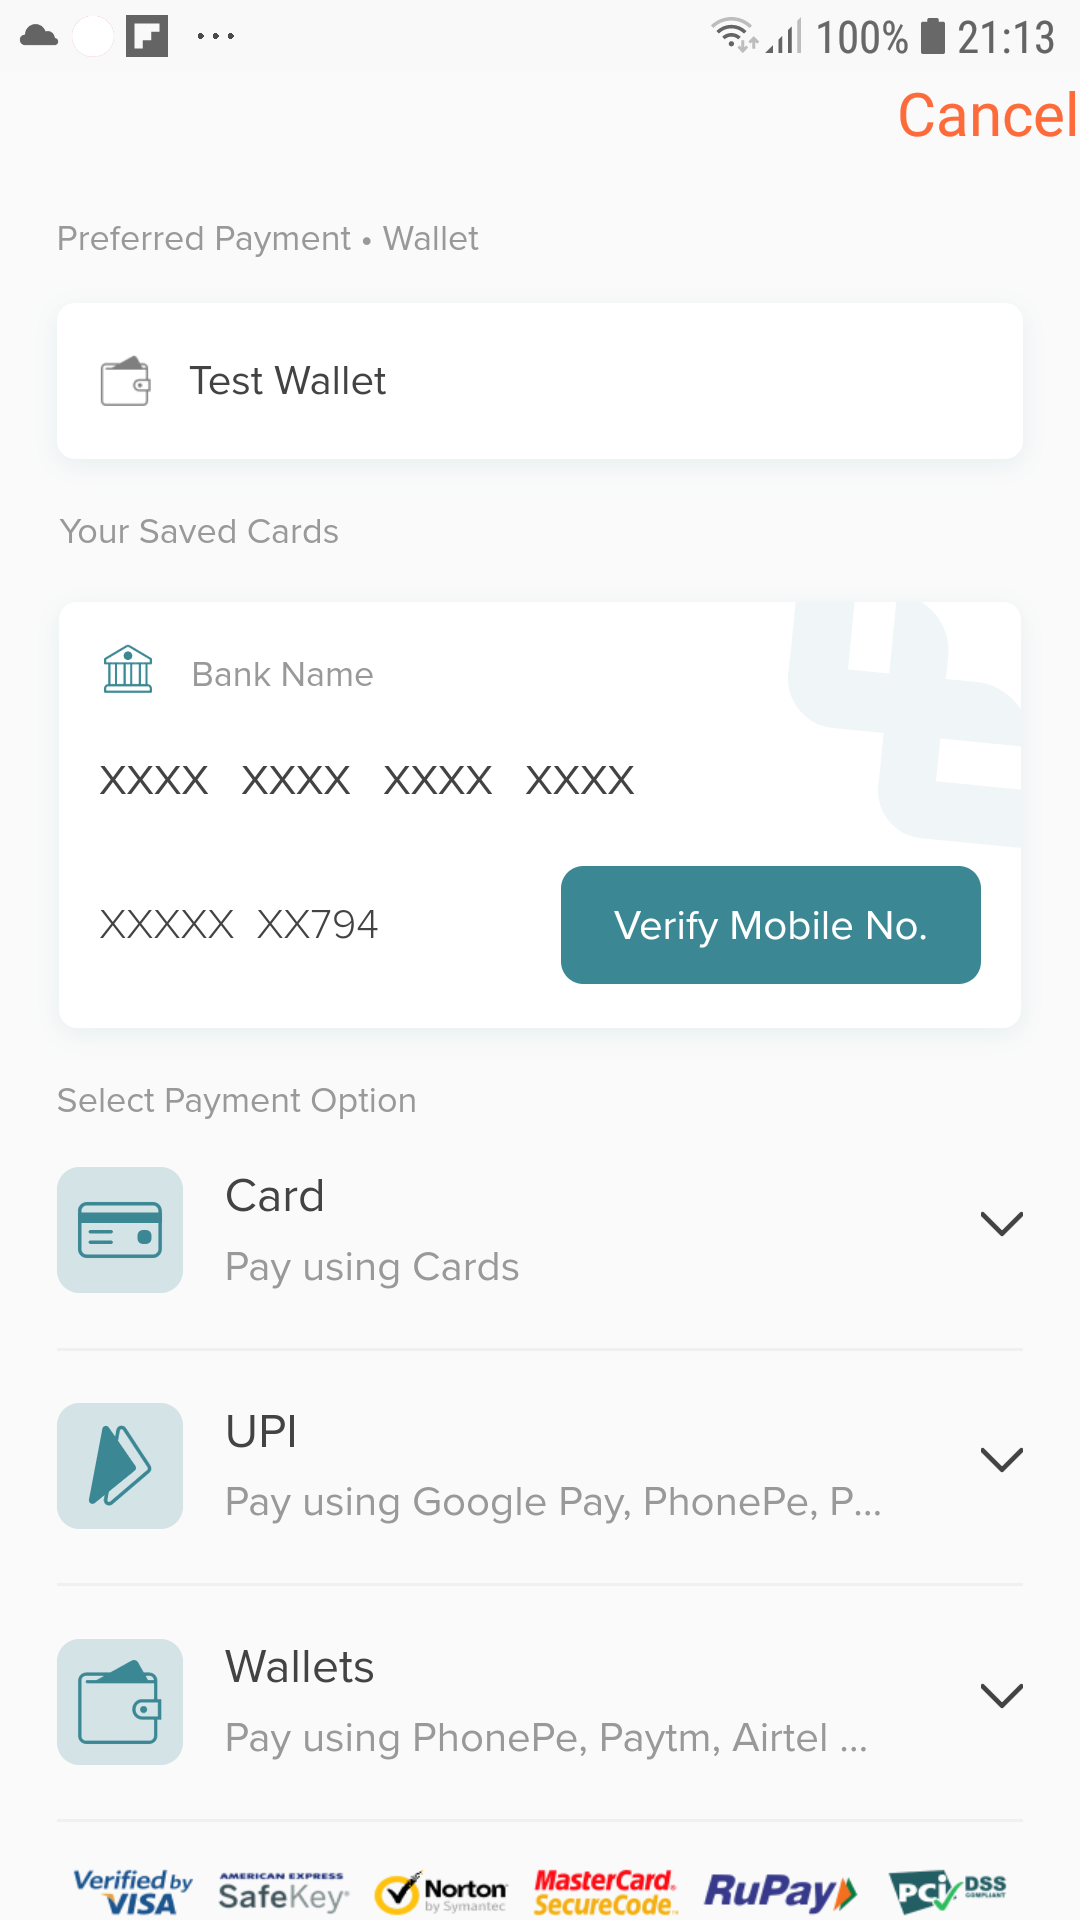 100% 21:13
Cancel
Preferred Payment • Wallet
Test Wallet
Your Saved Cards
Bank Name
XXXX XXXX XXXX XXXX
XXXXX XX794
Verify Mobile No.
Select Payment Option
Card
Pay using Cards
UPI
Pay using Google Pay, PhonePe, P...
Wallets
Pay using PhonePe, Paytm, Airtel ...
Verified by VISA
AMERICAN EXPRESS SafeKey
Norton by Symantec
MasterCard. SecureCode.
RuPay
PCI DSS COMPLIANT